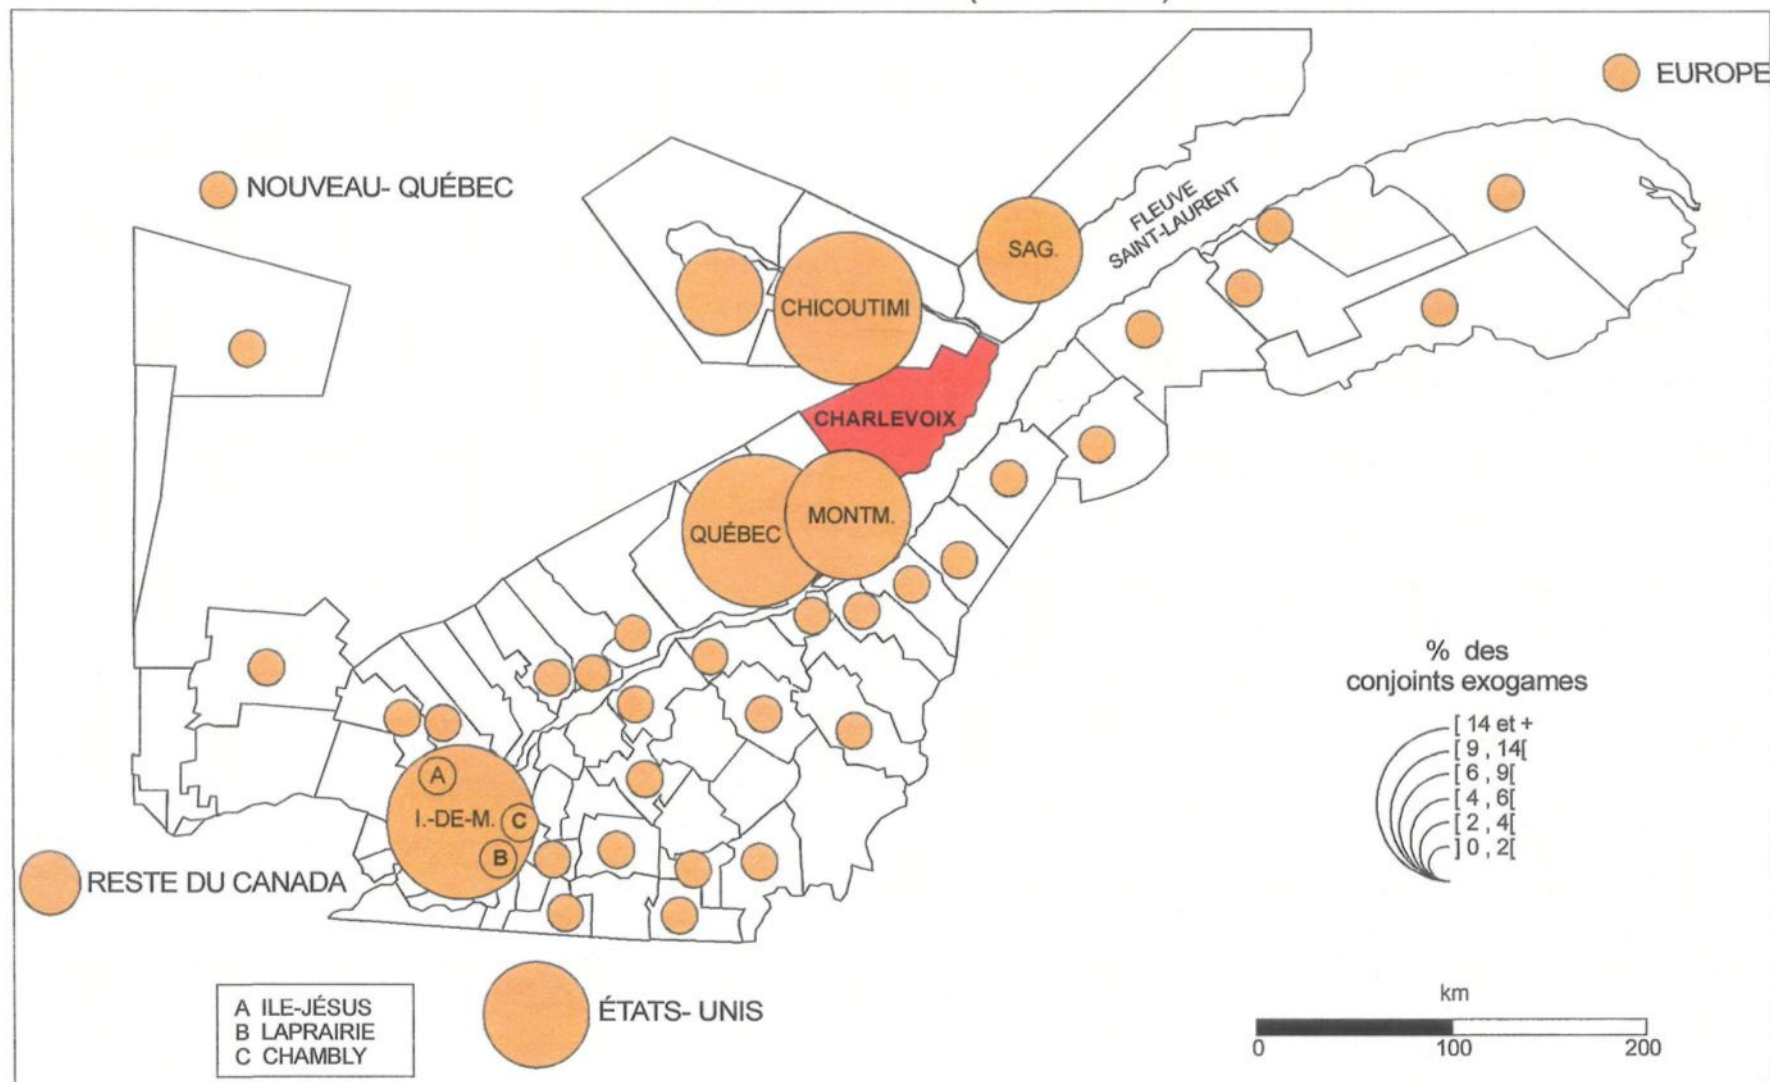 EUROPE
NOUVEAU- QUÉBEC
FLEUVE
SAINT-LAURENT
SAG.
CHICOUTIMI
CHARLEVOIX
QUÉBEC
MONTM.
% des
conjoints exogames
[ 14 et +
[ 9 , 14[
[ 6 , 9[
[ 4 , 6[
[ 2 , 4[
] 0 , 2[
A
I.-DE-M.
C
B
RESTE DU CANADA
ÉTATS- UNIS
A ILE-JÉSUS
B LAPRAIRIE
C CHAMBLY
km
0 100 200